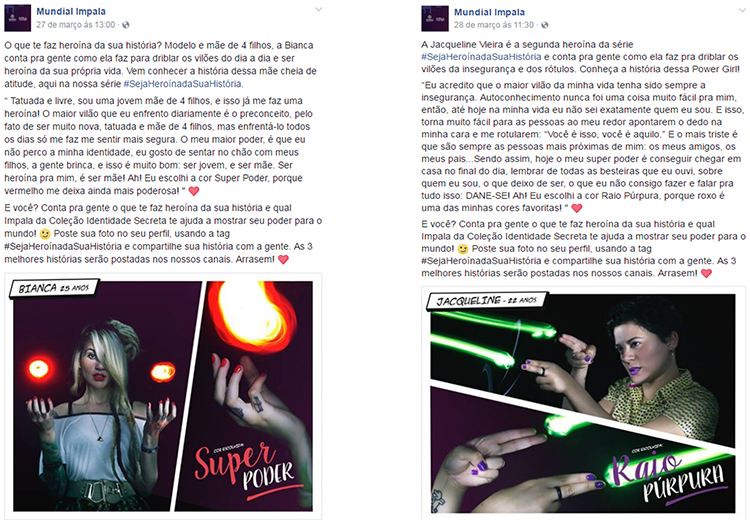 Mundial Impala
27 de março às 13:00 ·
O que te faz heroína da sua história? Modelo e mãe de 4 filhos, a Bianca
conta pra gente como ela faz para driblar os vilões do dia a dia e ser
heroína da sua própria vida. Vem conhecer a história dessa mãe cheia de
atitude, aqui na nossa série #SejaHeroínadaSuaHistória.
" Tatuada e livre, sou uma jovem mãe de 4 filhos, e isso já me faz uma
heroína! O maior vilão que eu enfrento diariamente é o preconceito, pelo
fato de ser muito nova, tatuada e mãe de 4 filhos, mas enfrentá-lo todos
os dias só me faz me sentir mais segura. O meu maior poder, é que eu
não perco a minha identidade, eu gosto de sentar no chão com meus
filhos, a gente brinca, e isso é muito bom: ser jovem, e ser mãe. Ser
heroína pra mim, é ser mãe! Ah! Eu escolhi a cor Super Poder, porque
vermelho me deixa ainda mais poderosa! " ❤
E você? Conta pra gente o que te faz heroína da sua história e qual
Impala da Coleção Identidade Secreta te ajuda a mostrar seu poder para o
mundo! 😉 Poste sua foto no seu perfil, usando a tag
#SejaHeroínadaSuaHistória e compartilhe sua história com a gente. As 3
melhores histórias serão postadas nos nossos canais. Arrasem! ❤
BIANCA 25 ANOS
COR ESCOLHIDA:
Super
PODER
Mundial Impala
28 de março às 11:30 ·
A Jacqueline Vieira é a segunda heroína da série
#SejaHeroínadaSuaHistória e conta pra gente como ela faz pra driblar os
vilões da insegurança e dos rótulos. Conheça a história dessa Power Girl!
"Eu acredito que o maior vilão da minha vida tenha sido sempre a
insegurança. Autoconhecimento nunca foi uma coisa muito fácil pra mim,
então, até hoje na minha vida eu não sei exatamente quem eu sou. E isso,
torna muito fácil para as pessoas ao meu redor apontarem o dedo na
minha cara e me rotularem: "Você é isso, você é aquilo." E o mais triste é
que são sempre as pessoas mais próximas de mim: os meus amigos, os
meus pais...Sendo assim, hoje o meu super poder é conseguir chegar em
casa no final do dia, lembrar de todas as besteiras que eu ouvi, sobre
quem eu sou, o que deixo de ser, o que eu não consigo fazer e falar pra
tudo isso: DANE-SE! Ah! Eu escolhi a cor Raio Púrpura, porque roxo é
uma das minhas cores favoritas! " ❤
E você? Conta pra gente o que te faz heroína da sua história e qual
Impala da Coleção Identidade Secreta te ajuda a mostrar seu poder para o
mundo! 😉 Poste sua foto no seu perfil, usando a tag
#SejaHeroínadaSuaHistória e compartilhe sua história com a gente. As 3
melhores histórias serão postadas nos nossos canais. Arrasem! ❤
JACQUELINE - 22 ANOS
COR ESCOLHIDA:
Raio
PÚRPURA